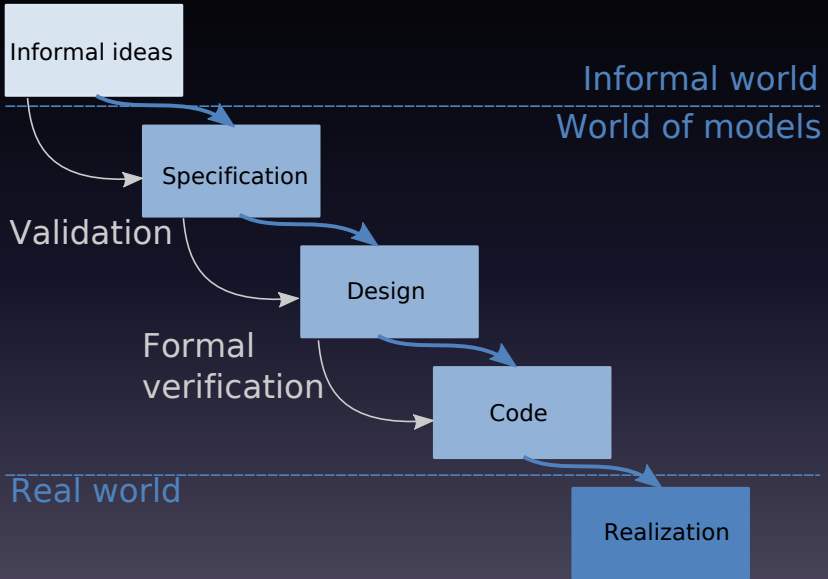 Informal ideas
Informal world
World of models
Specification
Validation
Design
Formal
verification
Code
Real world
Realization